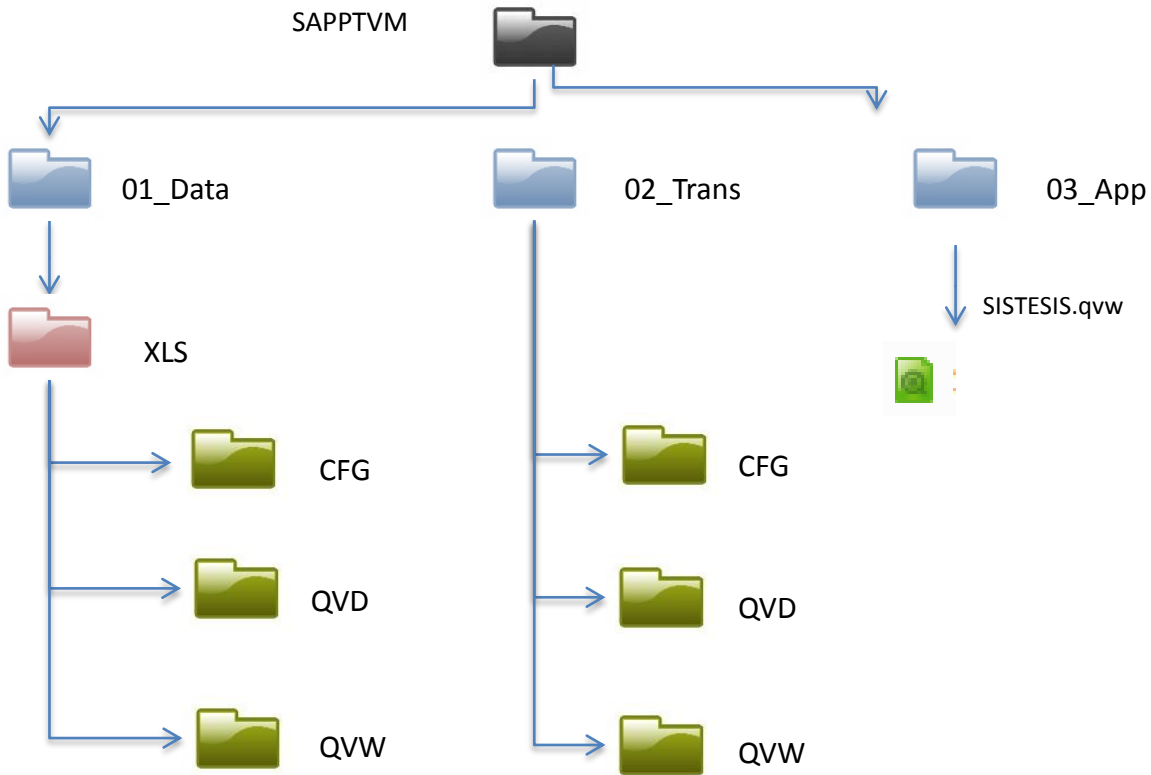 SAPPTVM
01_Data
02_Trans
03_App
SISTESIS.qvw
XLS
CFG
CFG
QVD
QVD
QVW
QVW